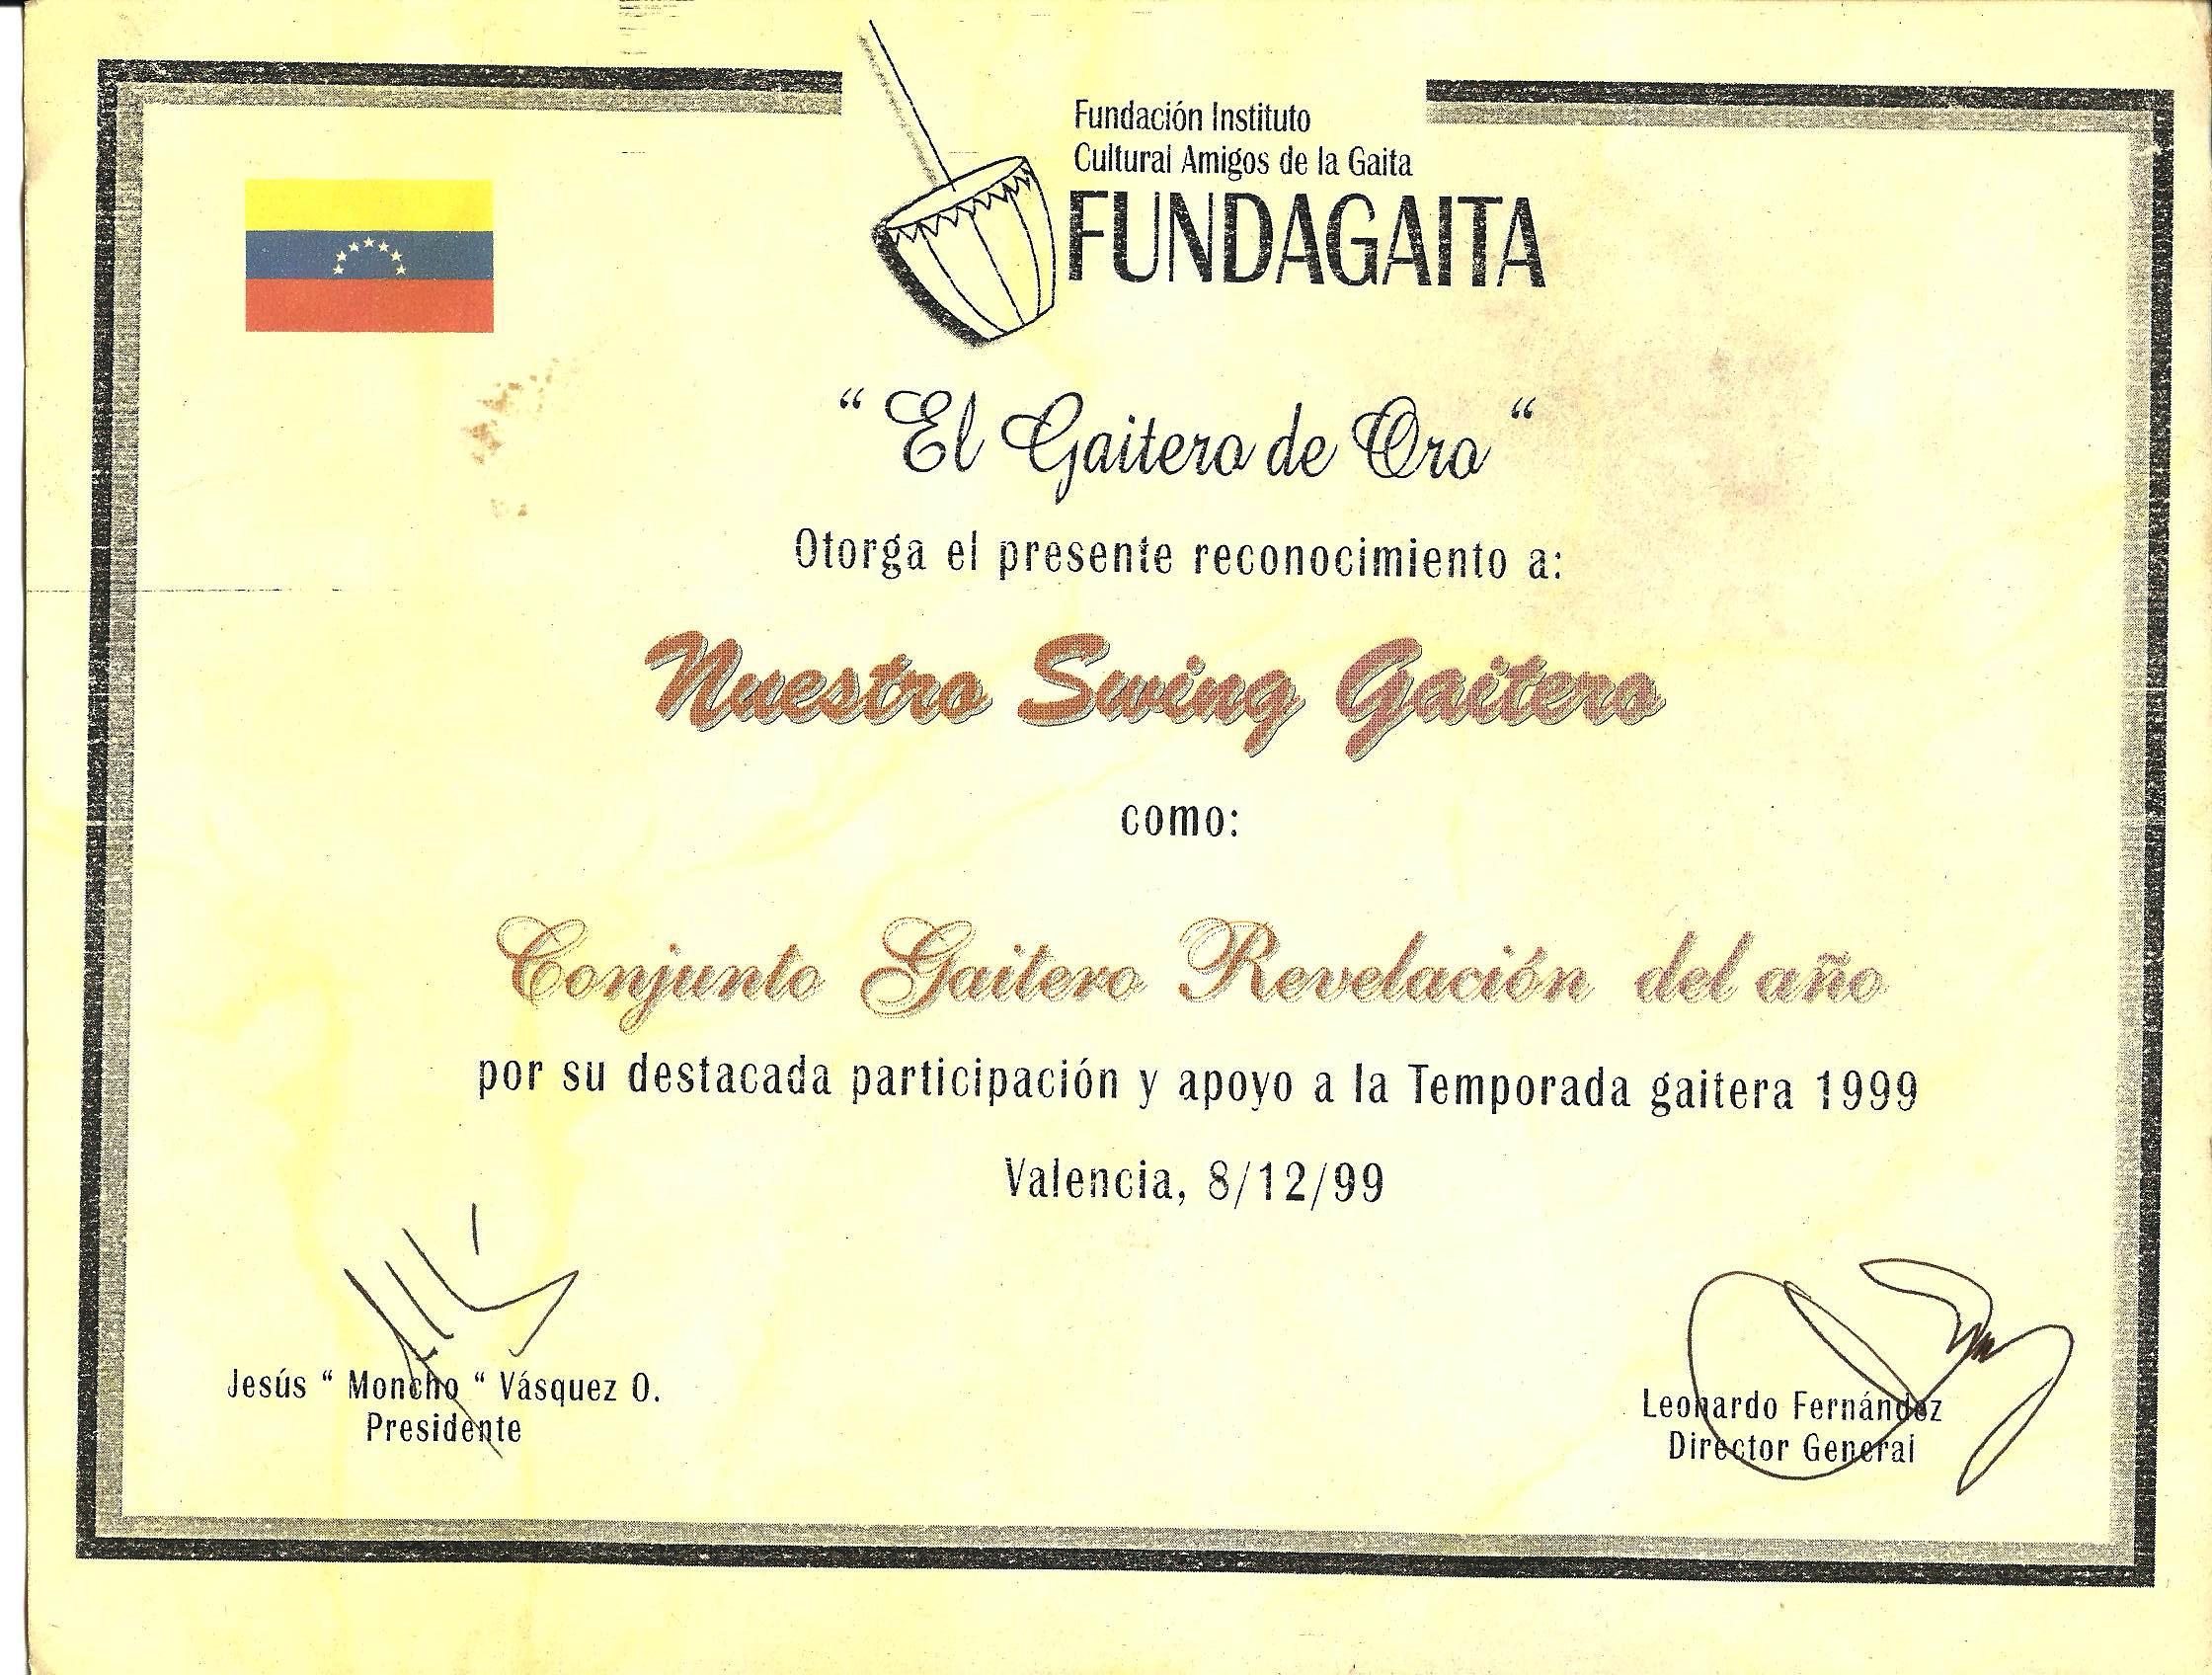 Fundación Instituto
Cultural Amigos de la Gaita
FUNDAGAITA
“ El Gaitero de Oro “
Otorga el presente reconocimiento a:
Nuestro Swing Gaitero
como:
Conjunto Gaitero Revelación del año
por su destacada participación y apoyo a la Temporada gaitera 1999
Valencia, 8/12/99
Jesús “ Moncho “ Vásquez O.
Presidente
Leonardo Fernández
Director General